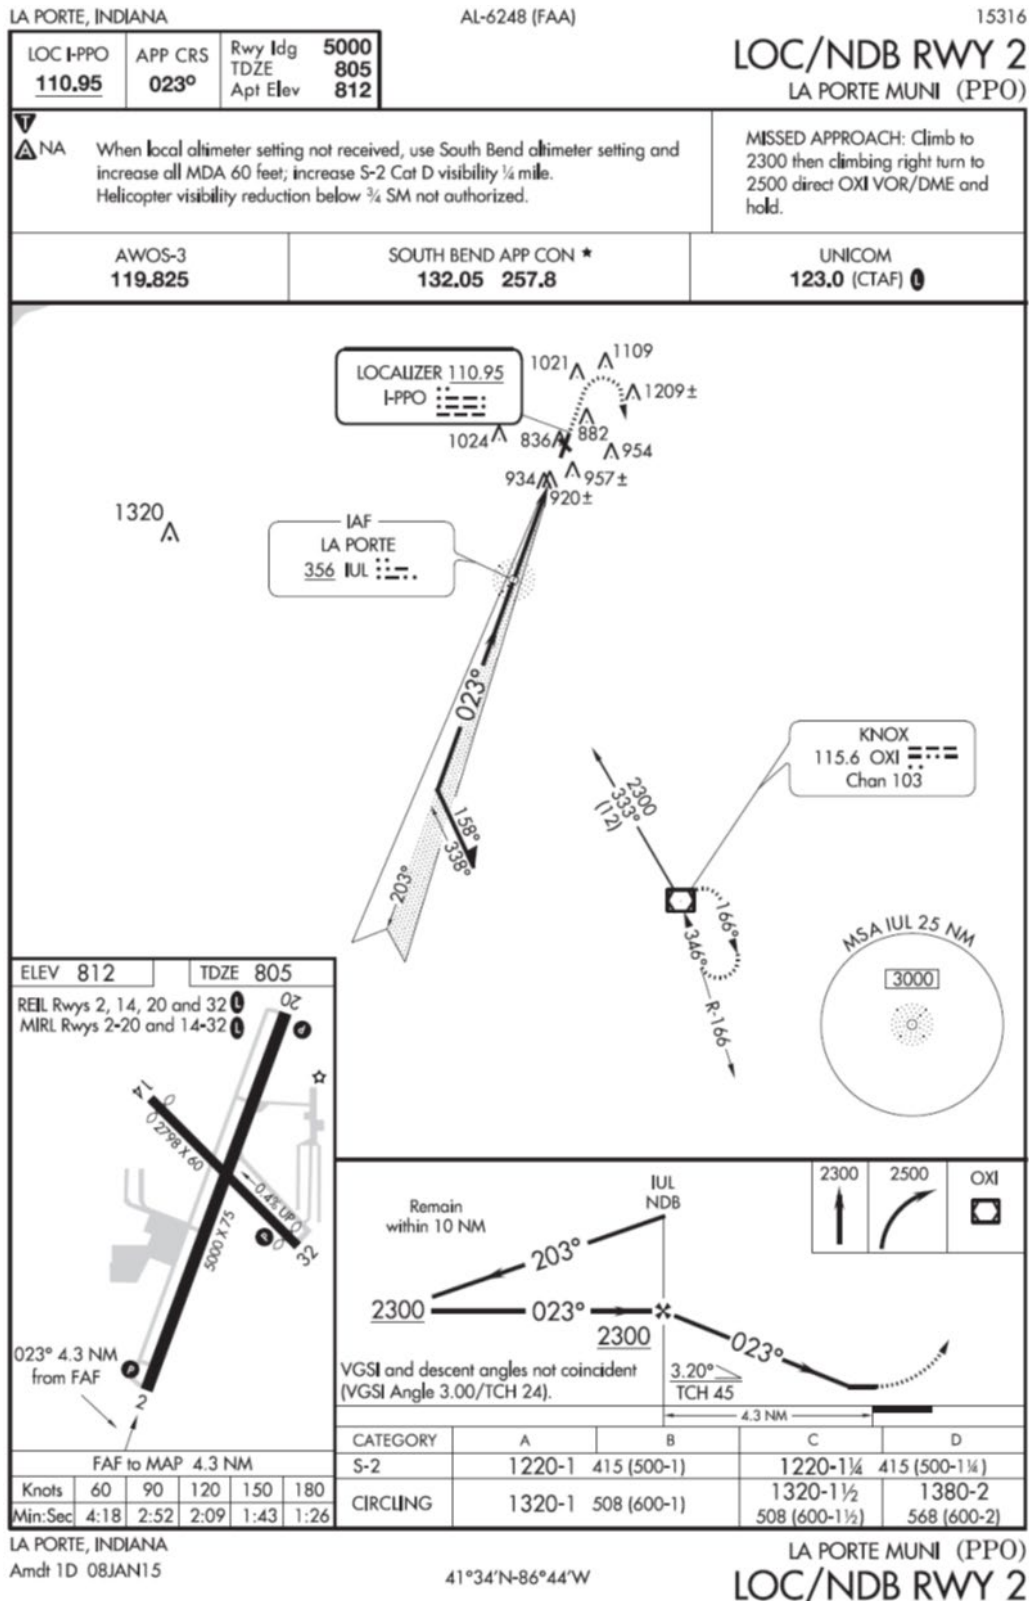 LA PORTE, INDIANA
AL-6248 (FAA)
15316
LOC I-PPO
110.95
APP CRS
023°
Rwy Idg 5000
TDZE 805
Apt Elev 812
LOC/NDB RWY 2
LA PORTE MUNI (PPO)
T
A NA
When local altimeter setting not received, use South Bend altimeter setting and
increase all MDA 60 feet; increase S-2 Cat D visibility ¼ mile.
Helicopter visibility reduction below ¾ SM not authorized.
MISSED APPROACH: Climb to
2300 then climbing right turn to
2500 direct OXI VOR/DME and
hold.
AWOS-3
119.825
SOUTH BEND APP CON ★
132.05 257.8
UNICOM
123.0 (CTAF) L
LOCALIZER 110.95
I-PPO
1021
1109
1209±
1024
836
882
954
934
957±
920±
1320
IAF
LA PORTE
356 IUL
023°
158°
338°
203°
KNOX
115.6 OXI
Chan 103
2300
333°
(12)
166°
346°
R-166
MSA IUL 25 NM
3000
ELEV 812
TDZE 805
REIL Rwys 2, 14, 20 and 32 L
MIRL Rwys 2-20 and 14-32 L
20
P
14
2798 X 60
0.4% UP
P
32
5000 X 75
023° 4.3 NM
from FAF
P
2
FAF to MAP 4.3 NM
Knots 60 90 120 150 180
Min:Sec 4:18 2:52 2:09 1:43 1:26
Remain
within 10 NM
IUL
NDB
2300
2500
OXI
203°
2300
023°
2300
023°
VGSI and descent angles not coincident
(VGSI Angle 3.00/TCH 24).
3.20°
TCH 45
4.3 NM
CATEGORY A B C D
S-2 1220-1 415 (500-1) 1220-1¼ 415 (500-1¼)
CIRCLING 1320-1 508 (600-1) 1320-1½ 508 (600-1½) 1380-2 568 (600-2)
LA PORTE, INDIANA
Amdt 1D 08JAN15
41°34'N-86°44'W
LA PORTE MUNI (PPO)
LOC/NDB RWY 2